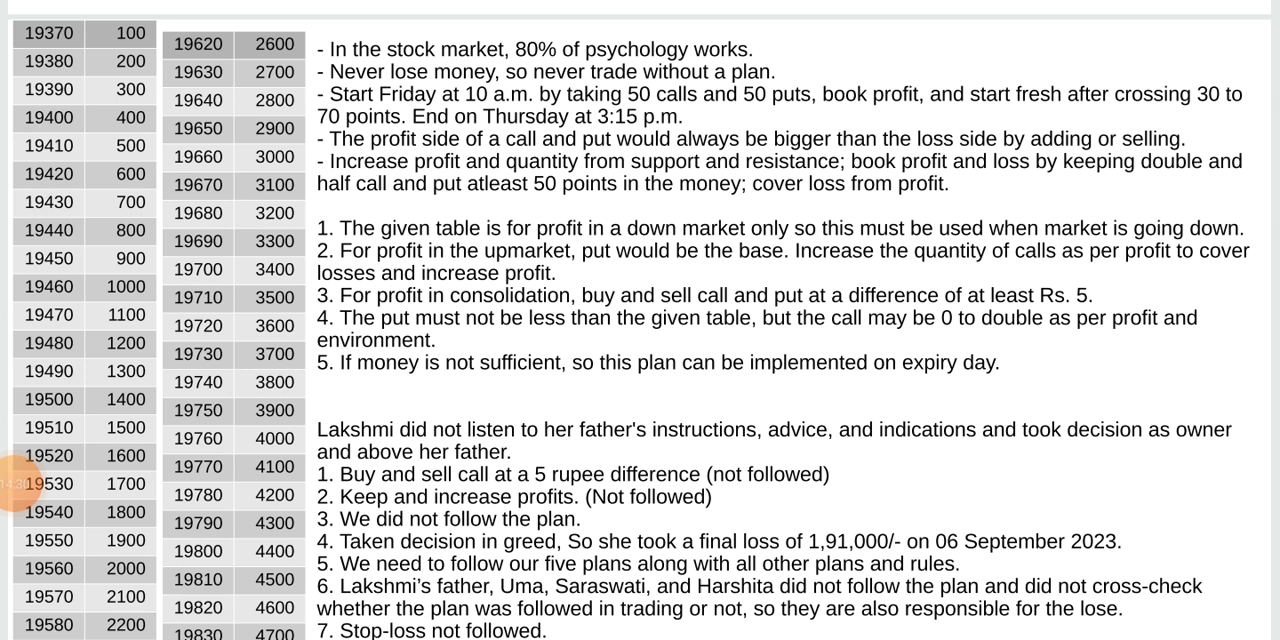 19370 100
19380 200
19390 300
19400 400
19410 500
19420 600
19430 700
19440 800
19450 900
19460 1000
19470 1100
19480 1200
19490 1300
19500 1400
19510 1500
19520 1600
19530 1700
19540 1800
19550 1900
19560 2000
19570 2100
19580 2200
19620 2600
19630 2700
19640 2800
19650 2900
19660 3000
19670 3100
19680 3200
19690 3300
19700 3400
19710 3500
19720 3600
19730 3700
19740 3800
19750 3900
19760 4000
19770 4100
19780 4200
19790 4300
19800 4400
19810 4500
19820 4600
19830 4700
- In the stock market, 80% of psychology works.
- Never lose money, so never trade without a plan.
- Start Friday at 10 a.m. by taking 50 calls and 50 puts, book profit, and start fresh after crossing 30 to
70 points. End on Thursday at 3:15 p.m.
- The profit side of a call and put would always be bigger than the loss side by adding or selling.
- Increase profit and quantity from support and resistance; book profit and loss by keeping double and
half call and put atleast 50 points in the money; cover loss from profit.
1. The given table is for profit in a down market only so this must be used when market is going down.
2. For profit in the upmarket, put would be the base. Increase the quantity of calls as per profit to cover
losses and increase profit.
3. For profit in consolidation, buy and sell call and put at a difference of at least Rs. 5.
4. The put must not be less than the given table, but the call may be 0 to double as per profit and
environment.
5. If money is not sufficient, so this plan can be implemented on expiry day.
Lakshmi did not listen to her father's instructions, advice, and indications and took decision as owner
and above her father.
1. Buy and sell call at a 5 rupee difference (not followed)
2. Keep and increase profits. (Not followed)
3. We did not follow the plan.
4. Taken decision in greed, So she took a final loss of 1,91,000/- on 06 September 2023.
5. We need to follow our five plans along with all other plans and rules.
6. Lakshmi’s father, Uma, Saraswati, and Harshita did not follow the plan and did not cross-check
whether the plan was followed in trading or not, so they are also responsible for the lose.
7. Stop-loss not followed.